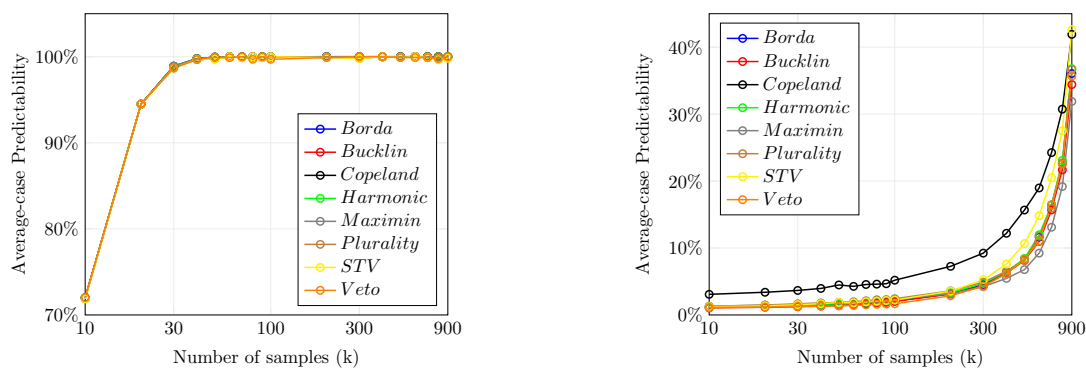 Average-case Predictability
100%
90%
80%
70%
10
30
100
300
900
Number of samples (k)
Borda
Bucklin
Copeland
Harmonic
Maximin
Plurality
STV
Veto
Average-case Predictability
40%
30%
20%
10%
0%
10
30
100
300
900
Number of samples (k)
Borda
Bucklin
Copeland
Harmonic
Maximin
Plurality
STV
Veto